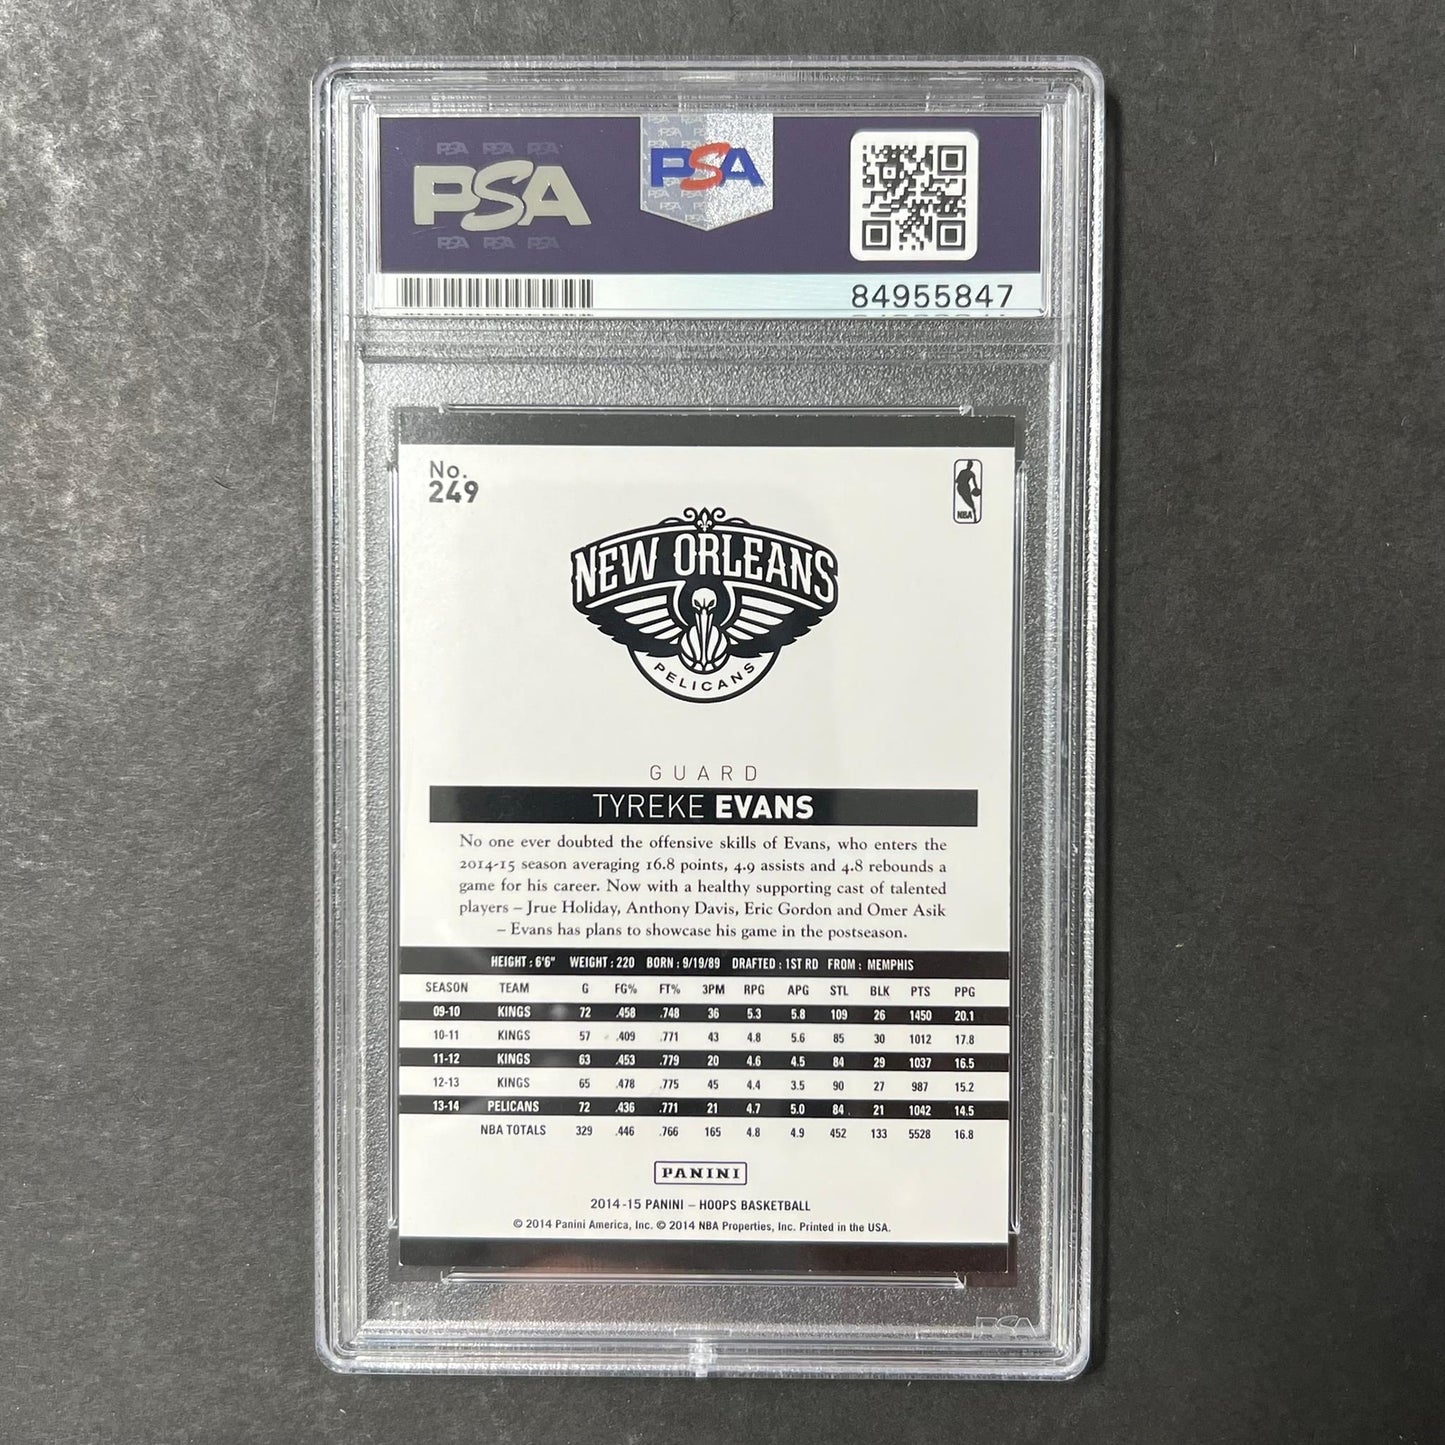 PSA PSA PSA
PSA
PSA PSA PSA
PSA
84955847
No.
249
NBA
NEW ORLEANS
PELICANS
GUARD
TYREKE EVANS
No one ever doubted the offensive skills of Evans, who enters the
2014-15 season averaging 16.8 points, 4.9 assists and 4.8 rebounds a
game for his career. Now with a healthy supporting cast of talented
players – Jrue Holiday, Anthony Davis, Eric Gordon and Omer Asik
– Evans has plans to showcase his game in the postseason.
HEIGHT : 6'6" WEIGHT : 220 BORN : 9/19/89 DRAFTED : 1ST RD FROM : MEMPHIS
SEASON TEAM G FG% FT% 3PM RPG APG STL BLK PTS PPG
09-10 KINGS 72 .458 .748 36 5.3 5.8 109 26 1450 20.1
10-11 KINGS 57 .409 .771 43 4.8 5.6 85 30 1012 17.8
11-12 KINGS 63 .453 .779 20 4.6 4.5 84 29 1037 16.5
12-13 KINGS 65 .478 .775 45 4.4 3.5 90 27 987 15.2
13-14 PELICANS 72 .436 .771 21 4.7 5.0 84 21 1042 14.5
NBA TOTALS 329 .446 .766 165 4.8 4.9 452 133 5528 16.8
PANINI
2014-15 PANINI – HOOPS BASKETBALL
© 2014 Panini America, Inc. © 2014 NBA Properties, Inc. Printed in the USA.
PSA